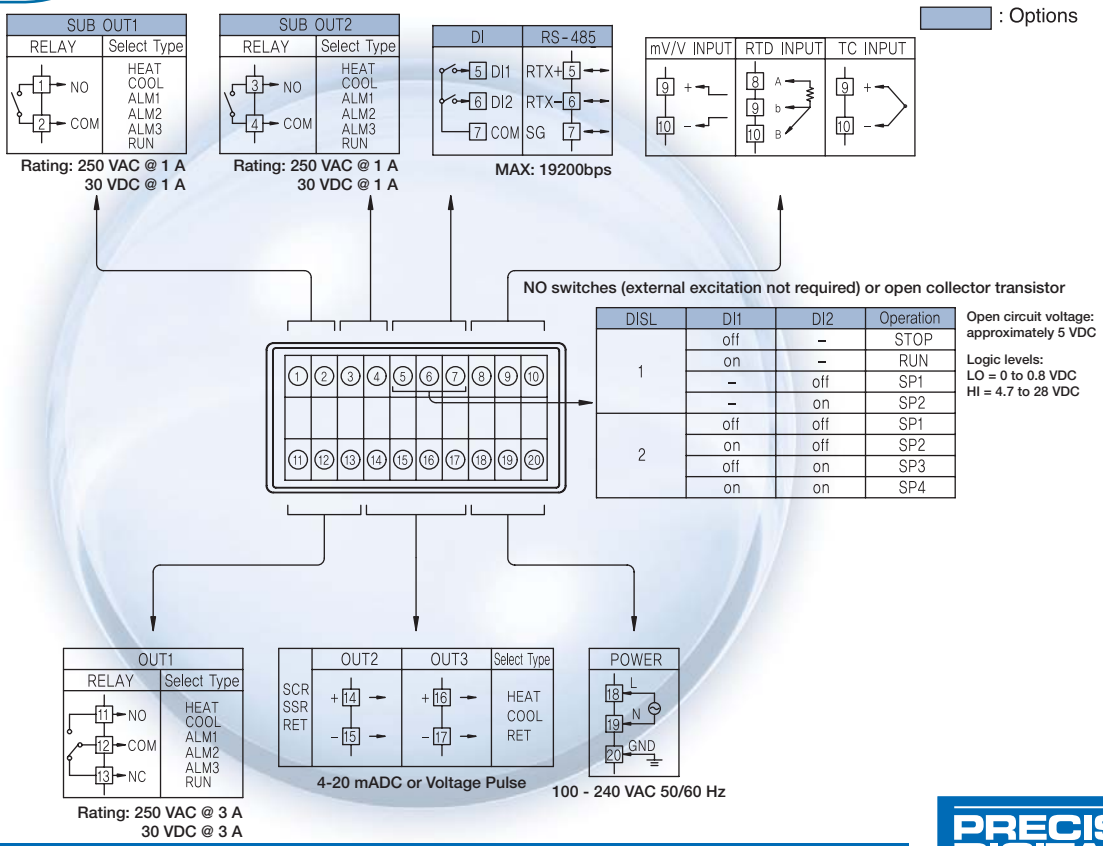 : Options
SUB OUT1
RELAY Select Type
1 NO
2 COM
HEAT
COOL
ALM1
ALM2
ALM3
RUN
Rating: 250 VAC @ 1 A
30 VDC @ 1 A
SUB OUT2
RELAY Select Type
3 NO
4 COM
HEAT
COOL
ALM1
ALM2
ALM3
RUN
Rating: 250 VAC @ 1 A
30 VDC @ 1 A
DI RS-485
5 DI1 RTX+ 5
6 DI2 RTX- 6
7 COM SG 7
MAX: 19200bps
mV/V INPUT RTD INPUT TC INPUT
9 +
10 -
8 A
9 b
10 B
9 +
10 -
NO switches (external excitation not required) or open collector transistor
DISL DI1 DI2 Operation
1
off – STOP
on – RUN
– off SP1
– on SP2
2
off off SP1
on off SP2
off on SP3
on on SP4
Open circuit voltage:
approximately 5 VDC
Logic levels:
LO = 0 to 0.8 VDC
HI = 4.7 to 28 VDC
1 2 3 4 5 6 7 8 9 10
11 12 13 14 15 16 17 18 19 20
OUT1
RELAY Select Type
11 NO
12 COM
13 NC
HEAT
COOL
ALM1
ALM2
ALM3
RUN
Rating: 250 VAC @ 3 A
30 VDC @ 3 A
OUT2 OUT3 Select Type
SCR
SSR
RET
+ 14
- 15
+ 16
- 17
HEAT
COOL
RET
4-20 mADC or Voltage Pulse
POWER
18 L
19 N
20 GND
100 - 240 VAC 50/60 Hz